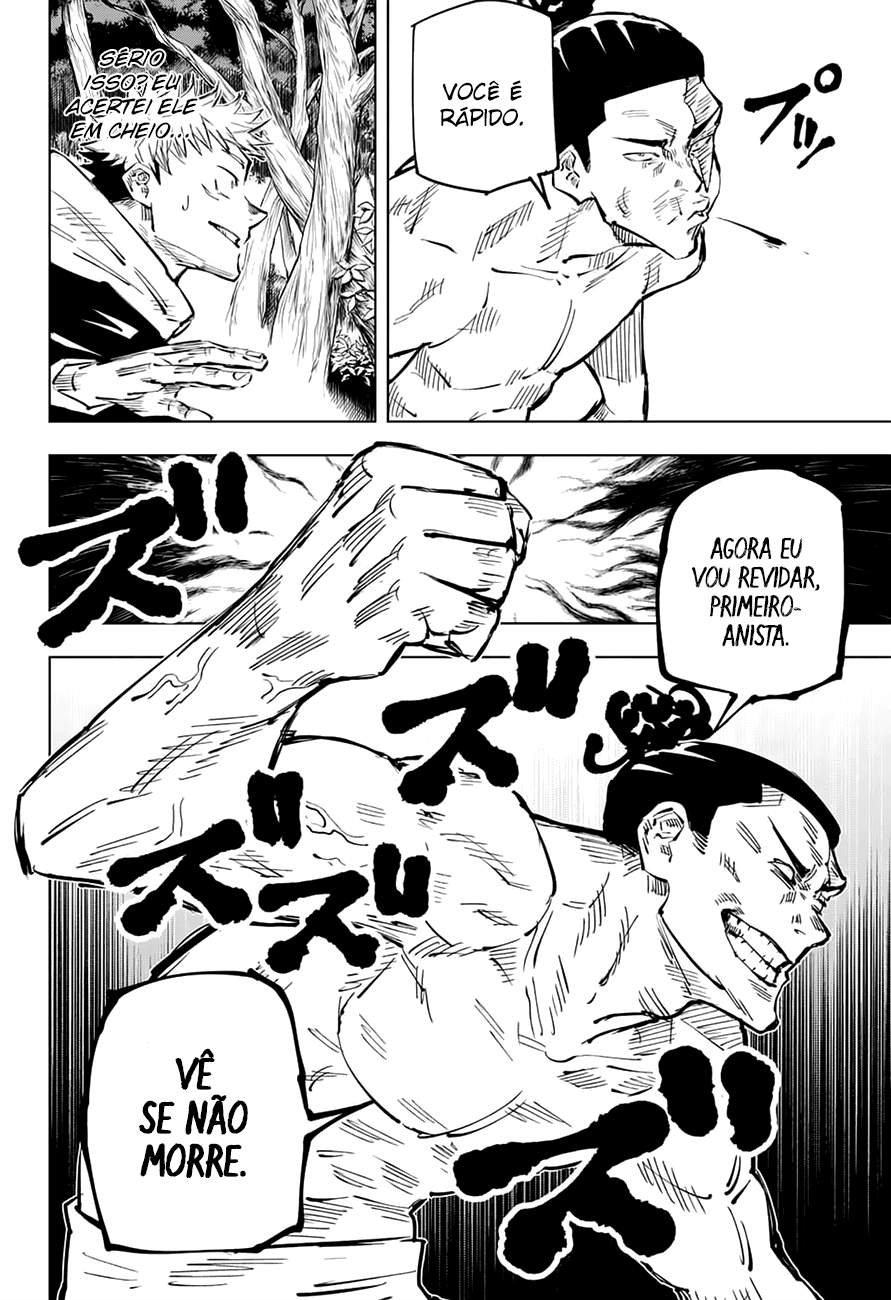 VOCÊ É
RÁPIDO.
プッ
SÉRIO
ISSO? EU
ACERTEI ELE
EM CHEIO...
AGORA EU
VOU REVIDAR,
PRIMEIRO-
ANISTA.
ズ
ズ
ズ
ズ
ズ
VÊ
SE NÃO
MORRE.